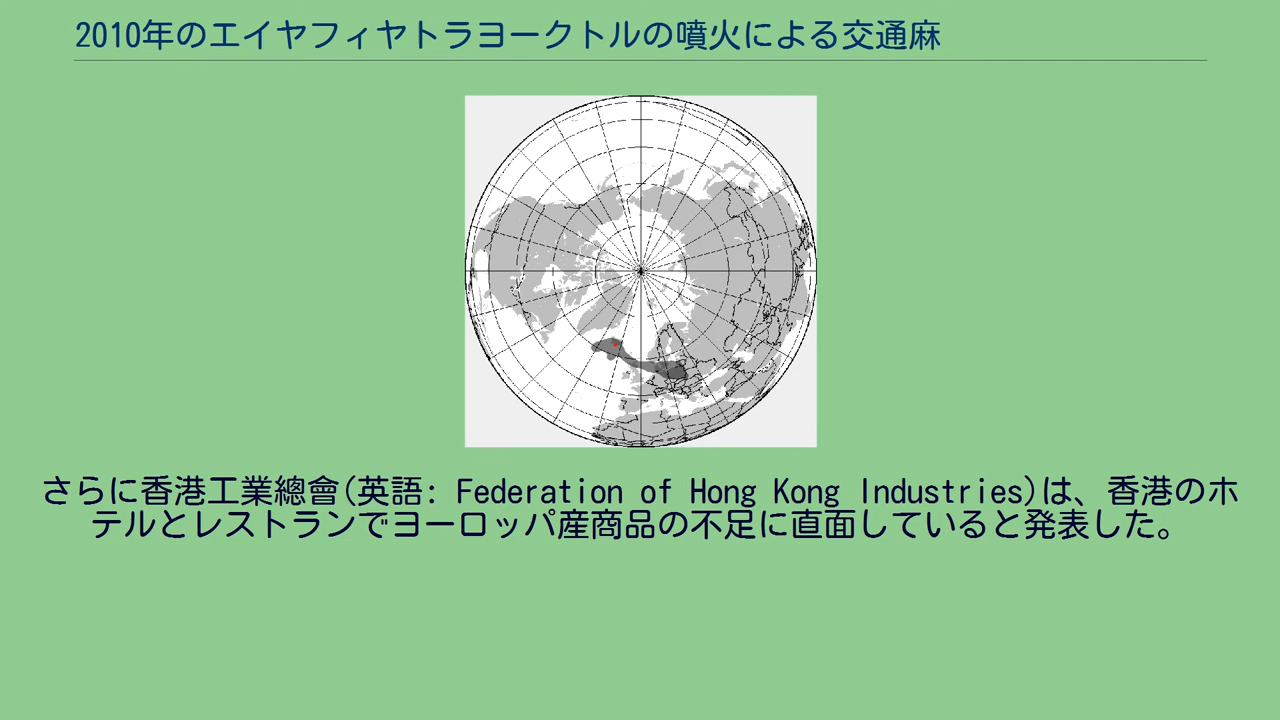 2010年のエイヤフィヤトラヨークトルの噴火による交通麻
さらに香港工業總會(英語: Federation of Hong Kong Industries)は、香港のホ
テルとレストランでヨーロッパ産商品の不足に直面していると発表した。